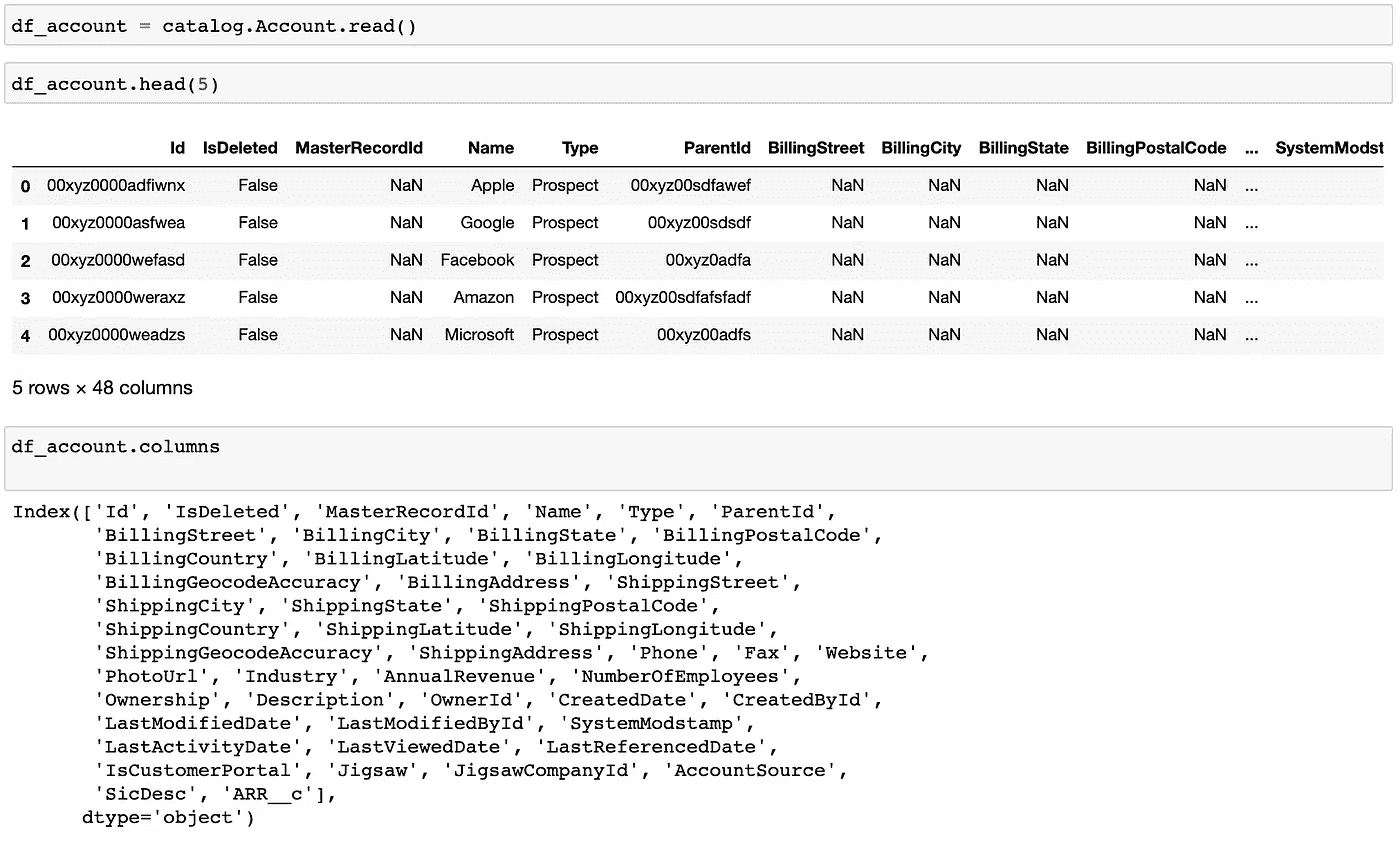 df_account = catalog.Account.read()
df_account.head(5)
Id IsDeleted MasterRecordId Name Type ParentId BillingStreet BillingCity BillingState BillingPostalCode ... SystemModst
0 00xyz0000adfiwnx False NaN Apple Prospect 00xyz00sdfawef NaN NaN NaN NaN ...
1 00xyz0000asfwea False NaN Google Prospect 00xyz00sdsdf NaN NaN NaN NaN ...
2 00xyz0000wefasd False NaN Facebook Prospect 00xyz0adfa NaN NaN NaN NaN ...
3 00xyz0000weraxz False NaN Amazon Prospect 00xyz00sdfafsfadf NaN NaN NaN NaN ...
4 00xyz0000weadzs False NaN Microsoft Prospect 00xyz00adfs NaN NaN NaN NaN ...
5 rows × 48 columns
df_account.columns
Index(['Id', 'IsDeleted', 'MasterRecordId', 'Name', 'Type', 'ParentId',
'BillingStreet', 'BillingCity', 'BillingState', 'BillingPostalCode',
'BillingCountry', 'BillingLatitude', 'BillingLongitude',
'BillingGeocodeAccuracy', 'BillingAddress', 'ShippingStreet',
'ShippingCity', 'ShippingState', 'ShippingPostalCode',
'ShippingCountry', 'ShippingLatitude', 'ShippingLongitude',
'ShippingGeocodeAccuracy', 'ShippingAddress', 'Phone', 'Fax', 'Website',
'PhotoUrl', 'Industry', 'AnnualRevenue', 'NumberOfEmployees',
'Ownership', 'Description', 'OwnerId', 'CreatedDate', 'CreatedById',
'LastModifiedDate', 'LastModifiedById', 'SystemModstamp',
'LastActivityDate', 'LastViewedDate', 'LastReferencedDate',
'IsCustomerPortal', 'Jigsaw', 'JigsawCompanyId', 'AccountSource',
'SicDesc', 'ARR__c'],
dtype='object')